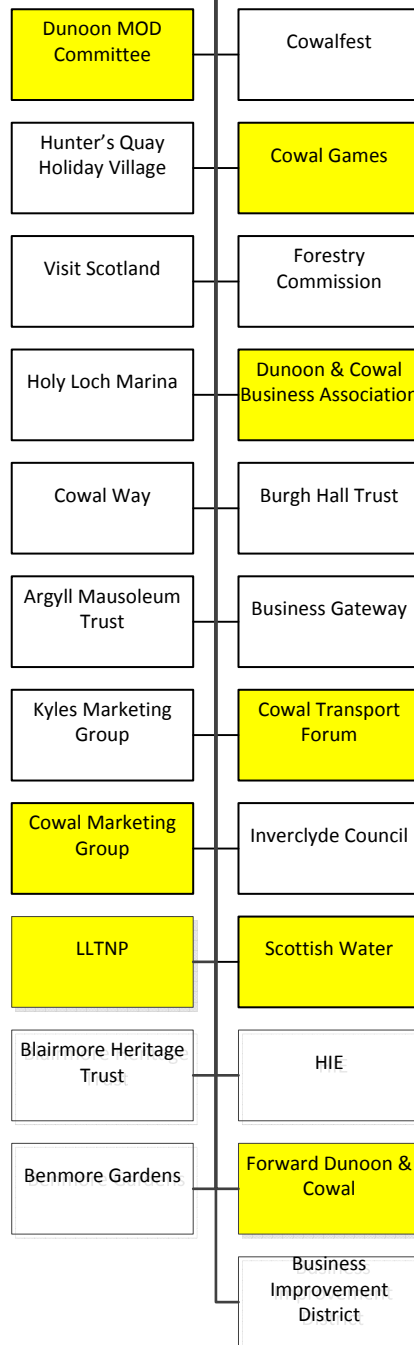 Dunoon MOD
Committee
Cowalfest
Hunter's Quay
Holiday Village
Cowal Games
Visit Scotland
Forestry
Commission
Holy Loch Marina
Dunoon & Cowal
Business Association
Cowal Way
Burgh Hall Trust
Argyll Mausoleum
Trust
Business Gateway
Kyles Marketing
Group
Cowal Transport
Forum
Cowal Marketing
Group
Inverclyde Council
LLTNP
Scottish Water
Blairmore Heritage
Trust
HIE
Benmore Gardens
Forward Dunoon &
Cowal
Business
Improvement
District